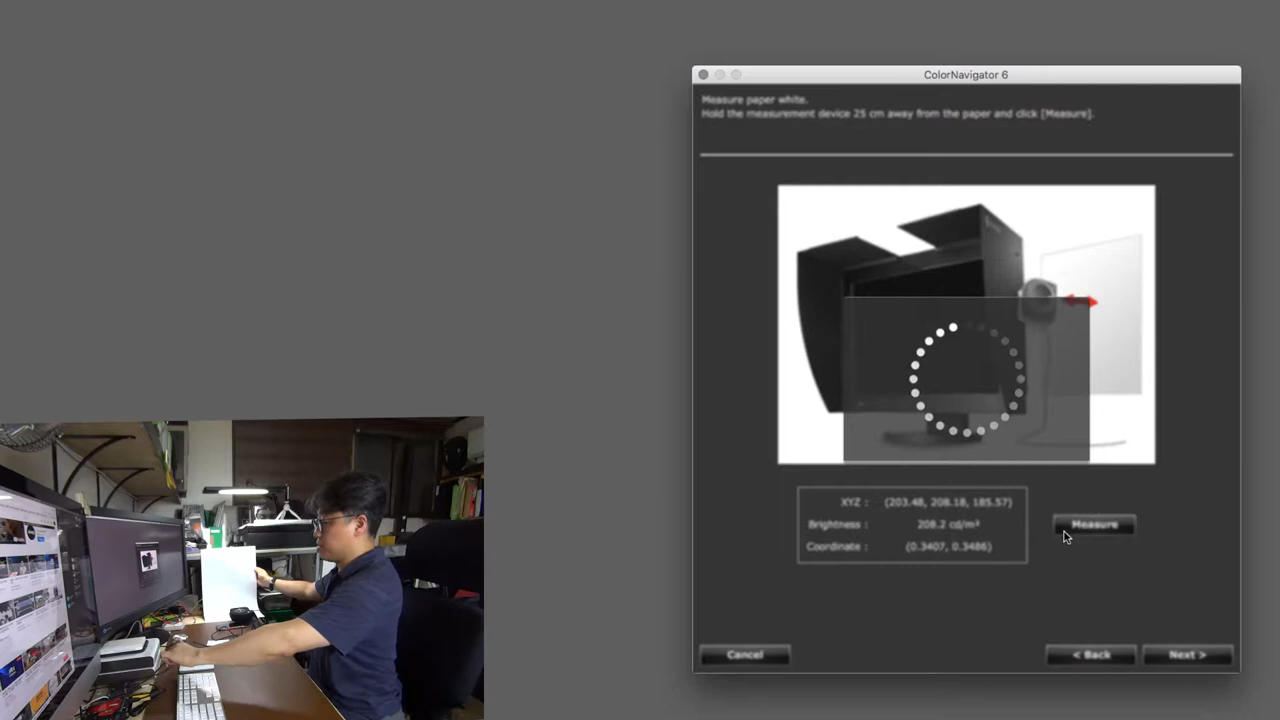 ColorNavigator 6
Measure paper white.
Hold the measurement device 25 cm away from the paper and click [Measure].
XYZ : (203.48, 208.18, 185.57)
Brightness : 208.2 cd/m²
Coordinate : (0.3407, 0.3486)
Measure
Cancel
< Back
Next >